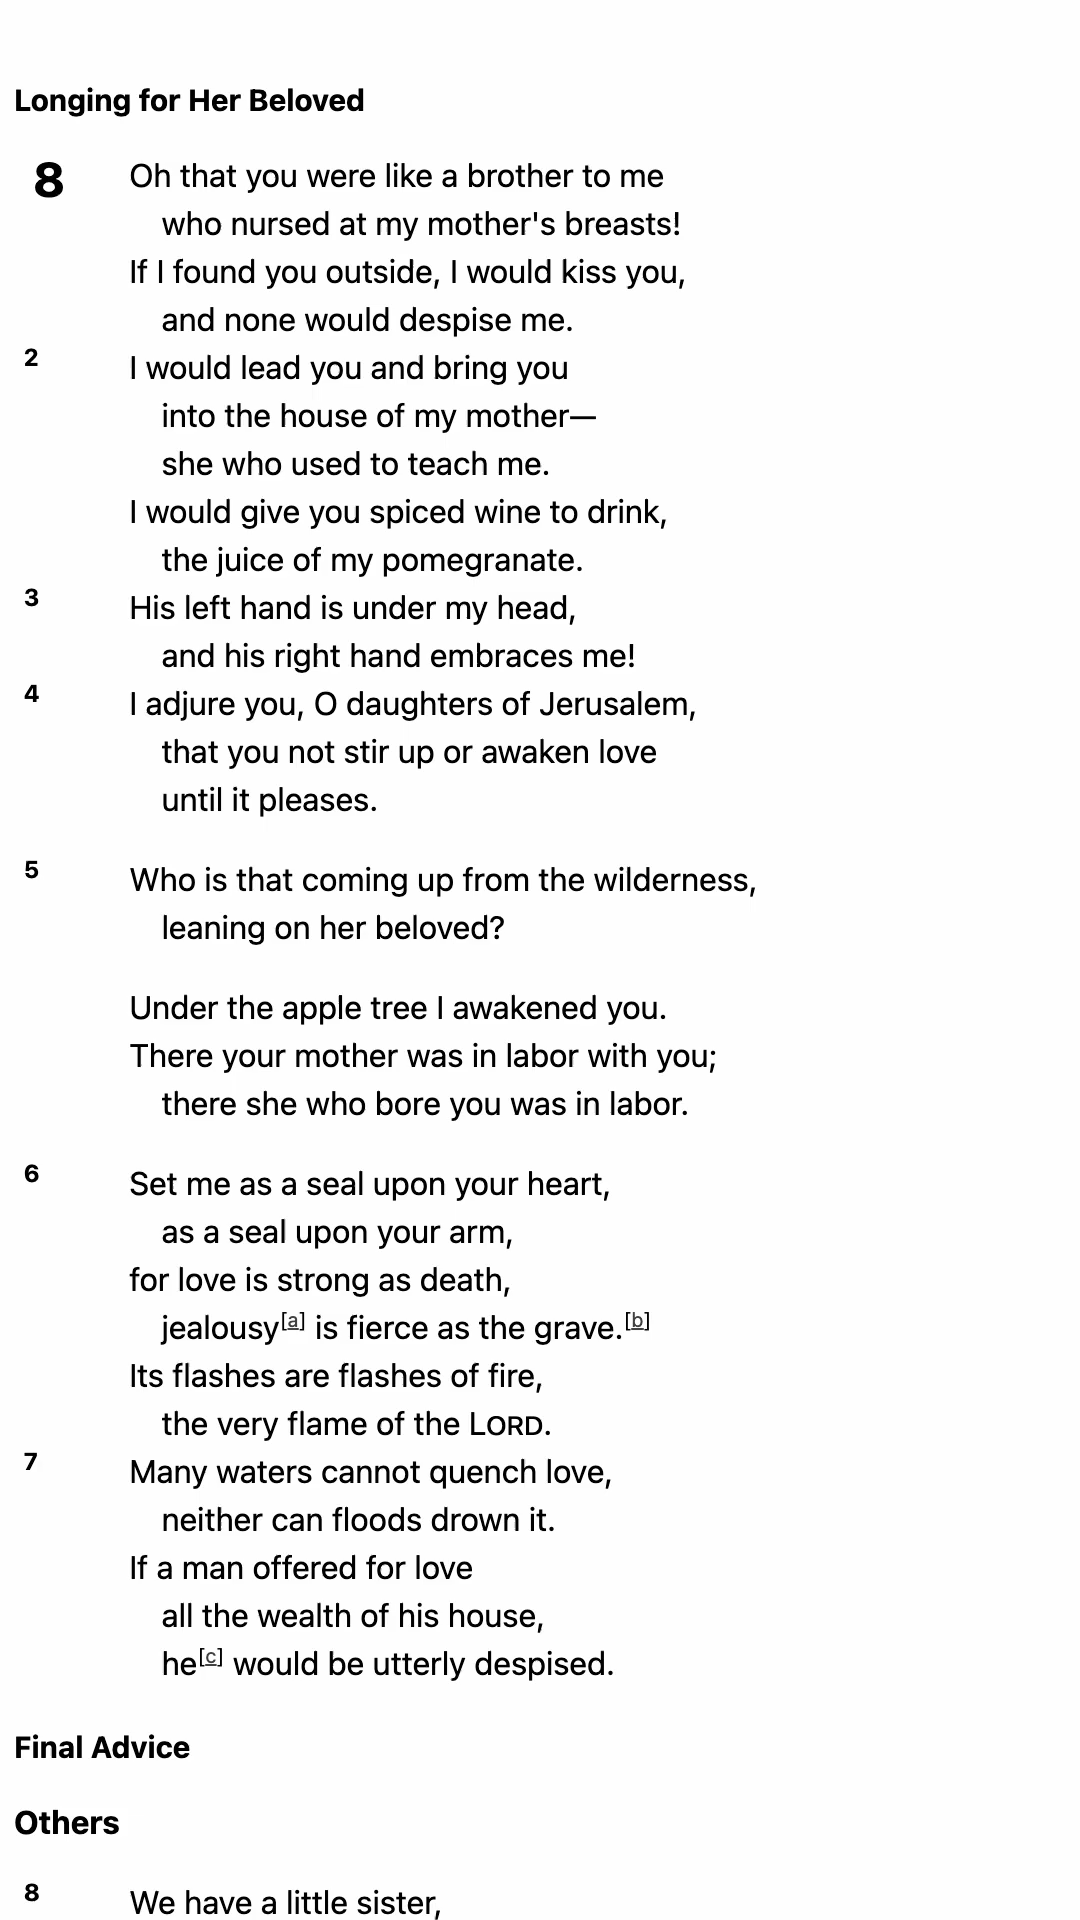 Longing for Her Beloved
8 Oh that you were like a brother to me
who nursed at my mother's breasts!
If I found you outside, I would kiss you,
and none would despise me.
2 I would lead you and bring you
into the house of my mother—
she who used to teach me.
I would give you spiced wine to drink,
the juice of my pomegranate.
3 His left hand is under my head,
and his right hand embraces me!
4 I adjure you, O daughters of Jerusalem,
that you not stir up or awaken love
until it pleases.
5 Who is that coming up from the wilderness,
leaning on her beloved?
Under the apple tree I awakened you.
There your mother was in labor with you;
there she who bore you was in labor.
6 Set me as a seal upon your heart,
as a seal upon your arm,
for love is strong as death,
jealousy[a] is fierce as the grave.[b]
Its flashes are flashes of fire,
the very flame of the LORD.
7 Many waters cannot quench love,
neither can floods drown it.
If a man offered for love
all the wealth of his house,
he[c] would be utterly despised.
Final Advice
Others
8 We have a little sister,